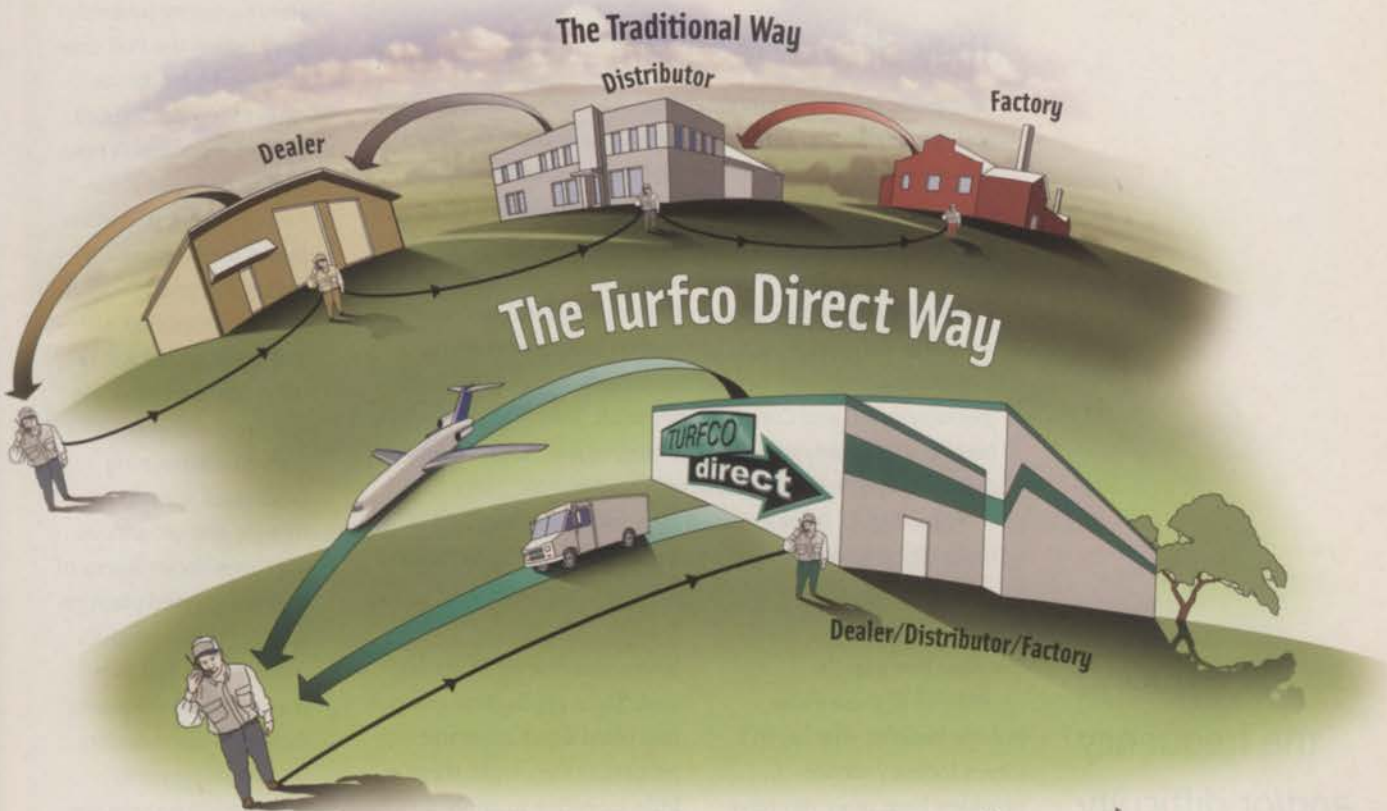 The Traditional Way
Distributor
Factory
Dealer
The Turfco Direct Way
TURFCO
direct
Dealer/Distributor/Factory